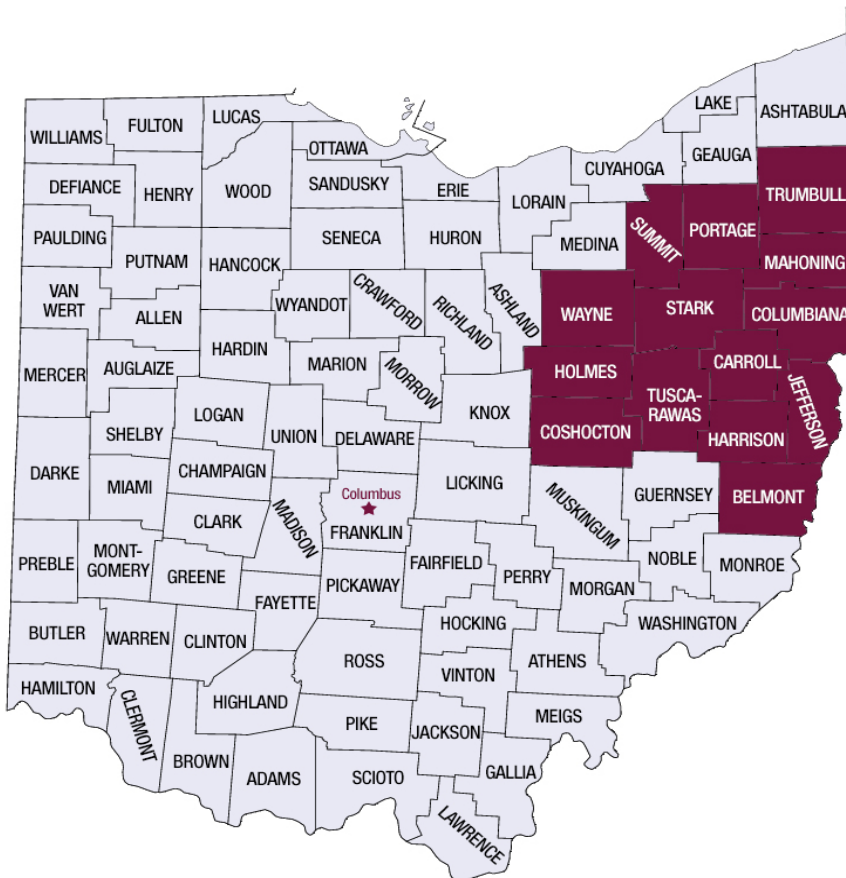 LAKE
ASHTABULA
WILLIAMS
FULTON
LUCAS
OTTAWA
GEAUGA
CUYAHOGA
DEFIANCE
HENRY
WOOD
SANDUSKY
ERIE
LORAIN
TRUMBULL
PAULDING
PUTNAM
HANCOCK
SENECA
HURON
MEDINA
SUMMIT
PORTAGE
MAHONING
VAN
WERT
ALLEN
WYANDOT
CRAWFORD
RICHLAND
ASHLAND
WAYNE
STARK
COLUMBIANA
MERCER
AUGLAIZE
HARDIN
MARION
MORROW
HOLMES
CARROLL
JEFFERSON
TUSCA-
RAWAS
LOGAN
UNION
DELAWARE
KNOX
COSHOCTON
HARRISON
SHELBY
DARKE
MIAMI
CHAMPAIGN
LICKING
MUSKINGUM
GUERNSEY
BELMONT
CLARK
MADISON
Columbus
FRANKLIN
PREBLE
MONT-
GOMERY
GREENE
FAYETTE
PICKAWAY
FAIRFIELD
PERRY
MORGAN
NOBLE
MONROE
BUTLER
WARREN
CLINTON
ROSS
HOCKING
ATHENS
WASHINGTON
HAMILTON
CLERMONT
HIGHLAND
VINTON
MEIGS
BROWN
ADAMS
PIKE
JACKSON
SCIOTO
GALLIA
LAWRENCE